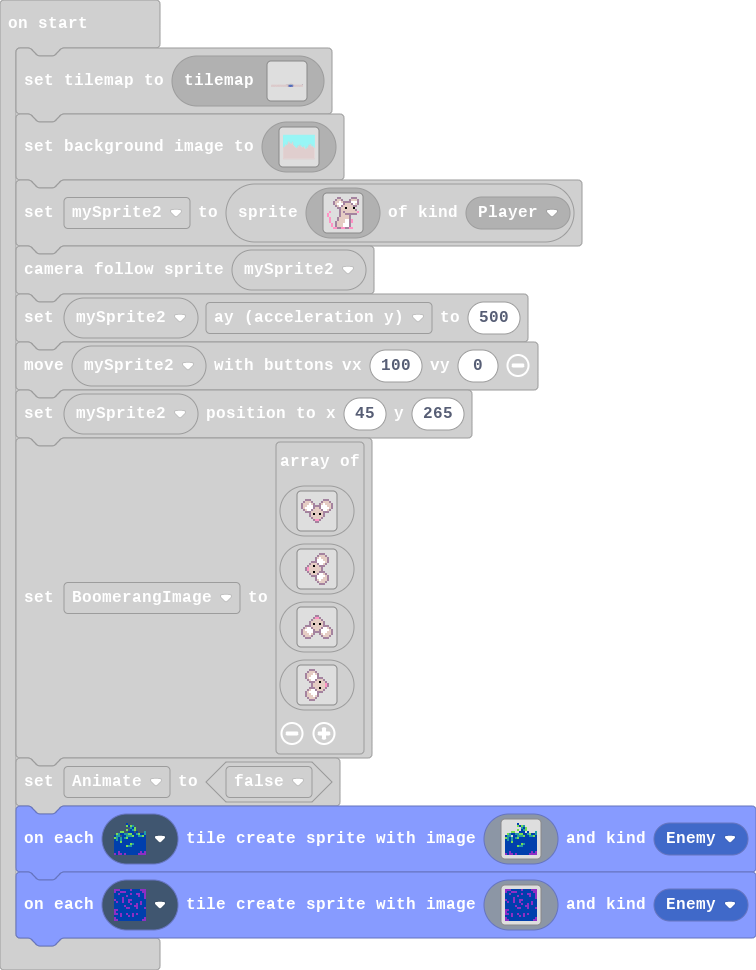 on start
set tilemap to tilemap
set background image to
set mySprite2 to sprite of kind Player
camera follow sprite mySprite2
set mySprite2 ay (acceleration y) to 500
move mySprite2 with buttons vx 100 vy 0
set mySprite2 position to x 45 y 265
array of
set BoomerangImage to
set Animate to false
on each tile create sprite with image and kind Enemy
on each tile create sprite with image and kind Enemy